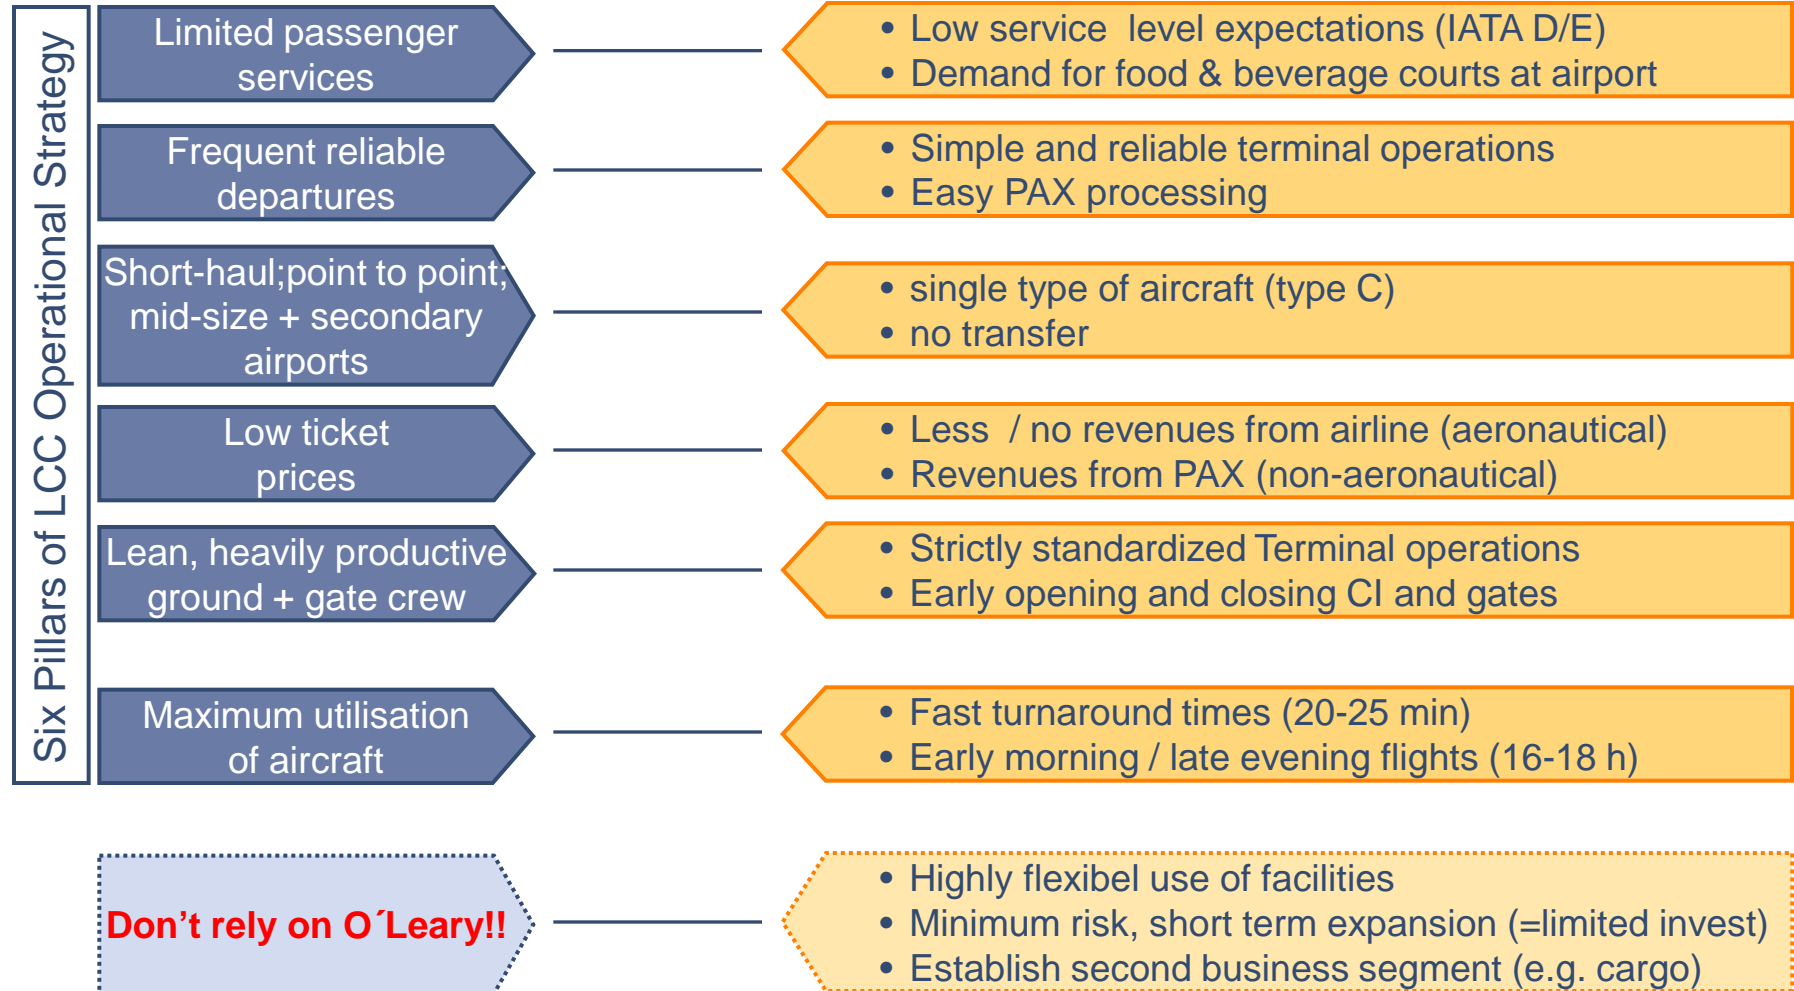 Six Pillars of LCC Operational Strategy
Limited passenger
services
• Low service  level expectations (IATA D/E)
• Demand for food & beverage courts at airport
Frequent reliable
departures
• Simple and reliable terminal operations
• Easy PAX processing
Short-haul;point to point;
mid-size + secondary
airports
• single type of aircraft (type C)
• no transfer
Low ticket
prices
• Less  / no revenues from airline (aeronautical)
• Revenues from PAX (non-aeronautical)
Lean, heavily productive
ground + gate crew
• Strictly standardized Terminal operations
• Early opening and closing CI and gates
Maximum utilisation
of aircraft
• Fast turnaround times (20-25 min)
• Early morning / late evening flights (16-18 h)
Don’t rely on O´Leary!!
• Highly flexibel use of facilities
• Minimum risk, short term expansion (=limited invest)
• Establish second business segment (e.g. cargo)